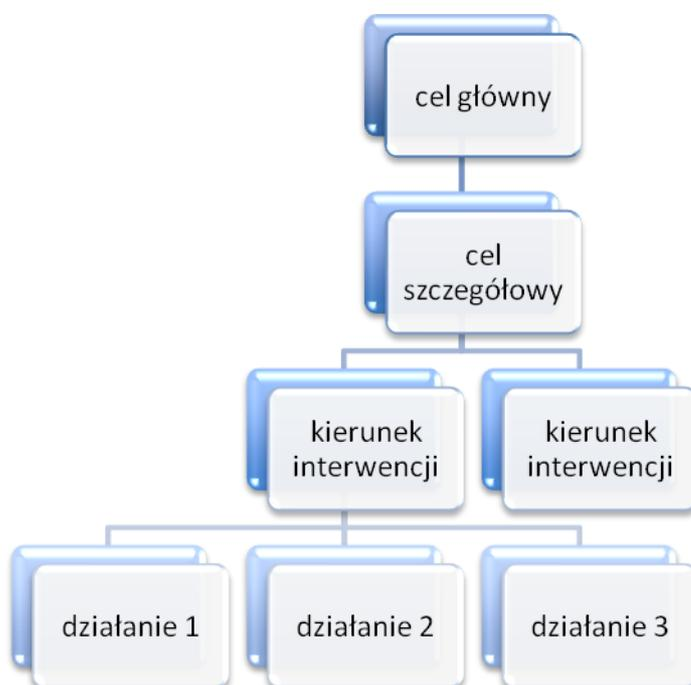 cel główny
cel
szczegółowy
kierunek
interwencji
kierunek
interwencji
działanie 1
działanie 2
działanie 3